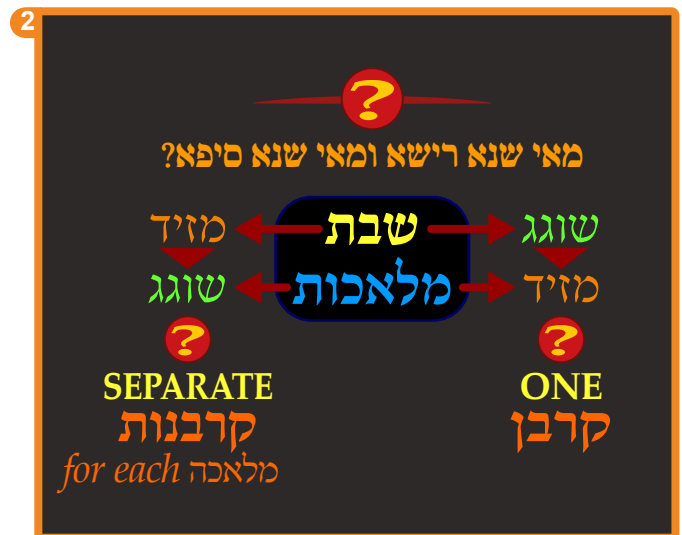 2
?
מאי שנא רישא ומאי שנא סיפא?
שוגג שבת מזיד
מזיד מלאכות שוגג
? ?
SEPARATE ONE
קרבנות קרבן
for each מלאכה